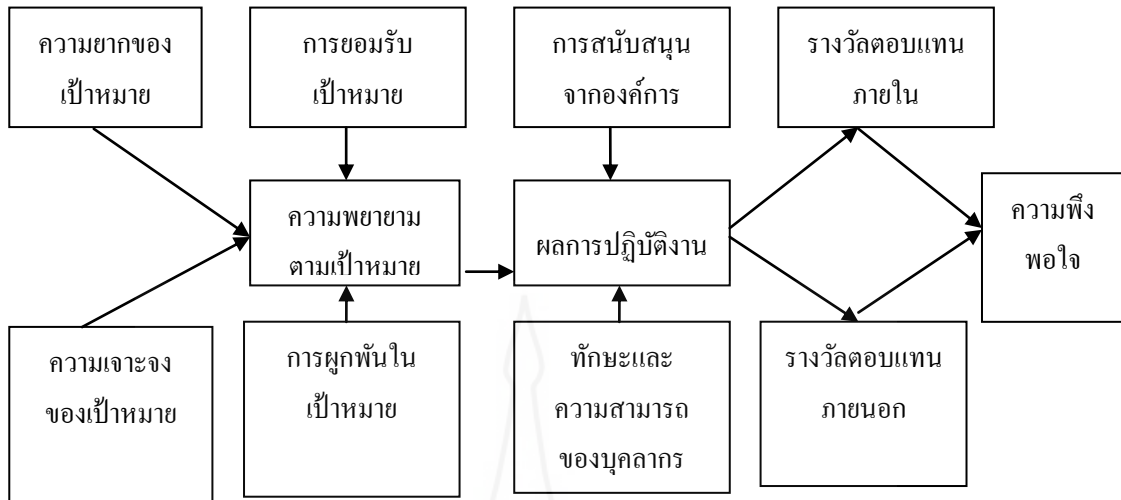 ความยากของ
เป้าหมาย
การยอมรับ
เป้าหมาย
การสนับสนุน
จากองค์การ
รางวัลตอบแทน
ภายใน
ความพยายาม
ตามเป้าหมาย
ผลการปฏิบัติงาน
ความพึง
พอใจ
ความเจาะจง
ของเป้าหมาย
การผูกพันใน
เป้าหมาย
ทักษะและ
ความสามารถ
ของบุคลากร
รางวัลตอบแทน
ภายนอก